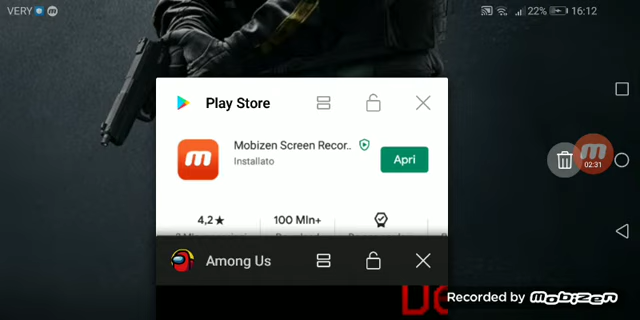 VERY
22%
16:12
Play Store
Mobizen Screen Recor..
Installato
Apri
02:31
4,2★
100 Mln+
Among Us
Recorded by mobizen